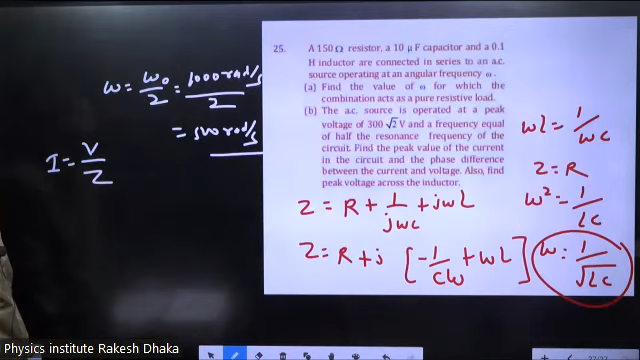 ω = ω₀/2 = 1000 rad/s / 2
= 500 rad/s
I = V/Z
25. A 150 Ω resistor, a 10 μ F capacitor and a 0.1
H inductor are connected in series to an a.c.
source operating at an angular frequency ω .
(a) Find the value of ω for which the
combination acts as a pure resistive load.
(b) The a.c. source is operated at a peak
voltage of 300 √2 V and a frequency equal
of half the resonance frequency of the
circuit. Find the peak value of the current
in the circuit and the phase difference
between the current and voltage. Also, find
peak voltage across the inductor.
ωL = 1/ωC
Z = R
ω² = 1/LC
ω = 1/√LC
Z = R + 1/jωC + jωL
Z = R + j [ -1/Cω + ωL ]
Physics institute Rakesh Dhaka
27/27